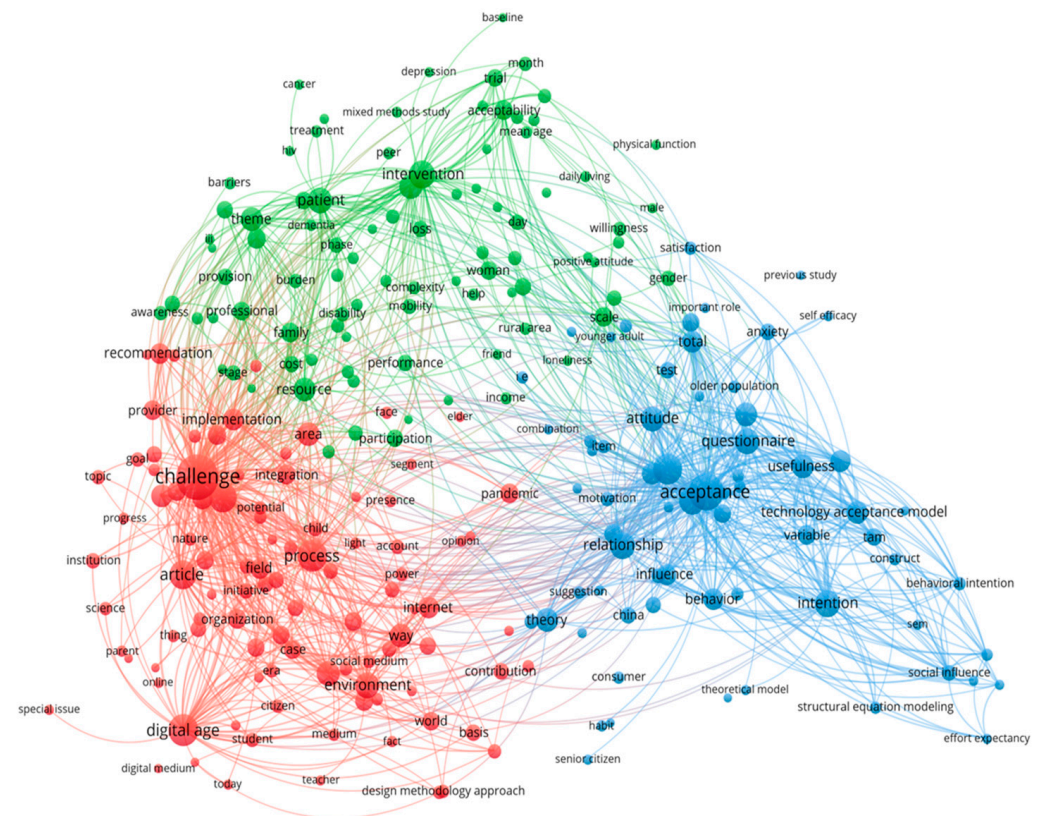 baseline
month
depression
trial
cancer
acceptability
mixed methods study
mean age
treatment
physical function
hiv
peer
intervention
daily living
barriers
patient
male
theme
dementia
day
willingness
loss
iii
phase
satisfaction
positive attitude
woman
provision
burden
complexity
help
gender
previous study
mobility
important role
awareness
professional
disability
scale
self efficacy
rural area
younger adult
anxiety
family
total
recommendation
friend
loneliness
cost
performance
stage
test
i e
resource
older population
income
provider
face
elder
implementation
attitude
combination
area
participation
questionnaire
item
goal
segment
usefulness
topic
challenge
integration
acceptance
pandemic
motivation
presence
potential
technology acceptance model
progress
child
nature
light
account
opinion
relationship
variable
tam
process
institution
construct
article
field
power
influence
behavioral intention
initiative
suggestion
behavior
intention
science
internet
china
organization
theory
sem
thing
way
case
parent
social medium
era
contribution
social influence
online
environment
consumer
theoretical model
citizen
structural equation modeling
special issue
world
habit
digital age
student
medium
fact
basis
effort expectancy
senior citizen
digital medium
today
teacher
design methodology approach